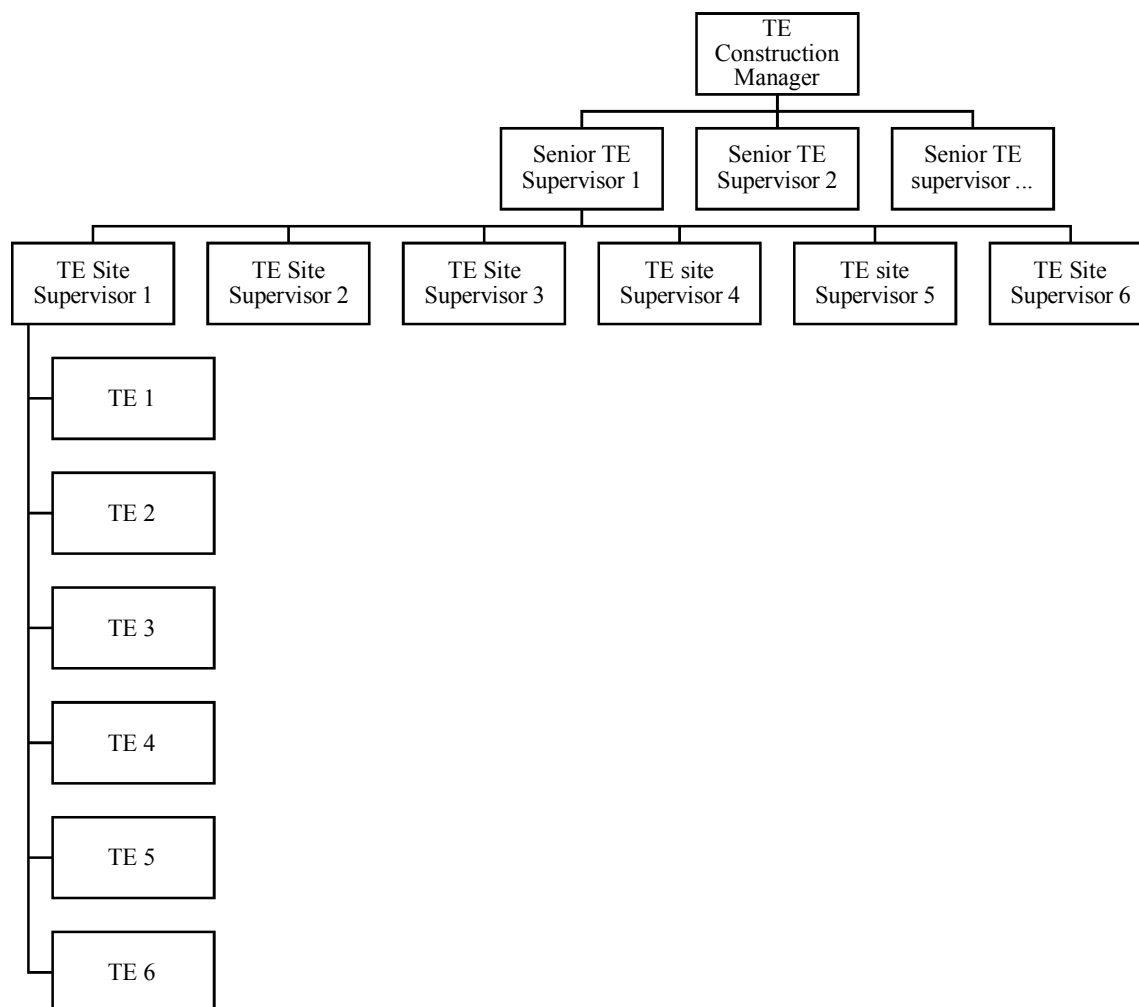 TE
Construction
Manager
Senior TE
Supervisor 1
Senior TE
Supervisor 2
Senior TE
supervisor ...
TE Site
Supervisor 1
TE Site
Supervisor 2
TE Site
Supervisor 3
TE site
Supervisor 4
TE site
Supervisor 5
TE Site
Supervisor 6
TE 1
TE 2
TE 3
TE 4
TE 5
TE 6